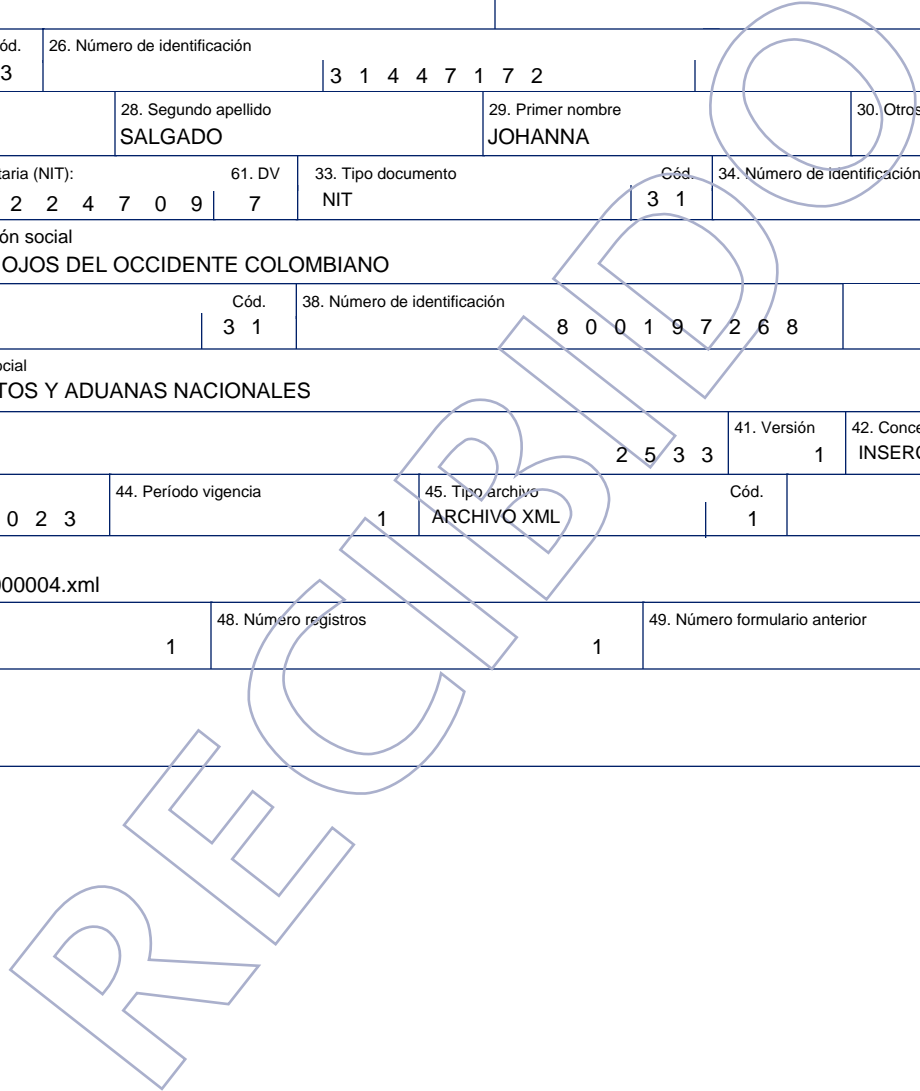 ód. 26. Número de identificación
3 3 1 4 4 7 1 7 2
28. Segundo apellido 29. Primer nombre 30. Otros
SALGADO JOHANNA
taria (NIT): 61. DV 33. Tipo documento Cód. 34. Número de identificación
2 2 4 7 0 9 7 NIT 3 1
ón social
OJOS DEL OCCIDENTE COLOMBIANO
Cód. 38. Número de identificación
3 1 8 0 0 1 9 7 2 6 8
ocial
TOS Y ADUANAS NACIONALES
41. Versión 42. Conce
2 5 3 3 1 INSERC
44. Período vigencia 45. Tipo archivo Cód.
0 2 3 1 ARCHIVO XML 1
000004.xml
48. Número registros 49. Número formulario anterior
1 1
RECIBIDO